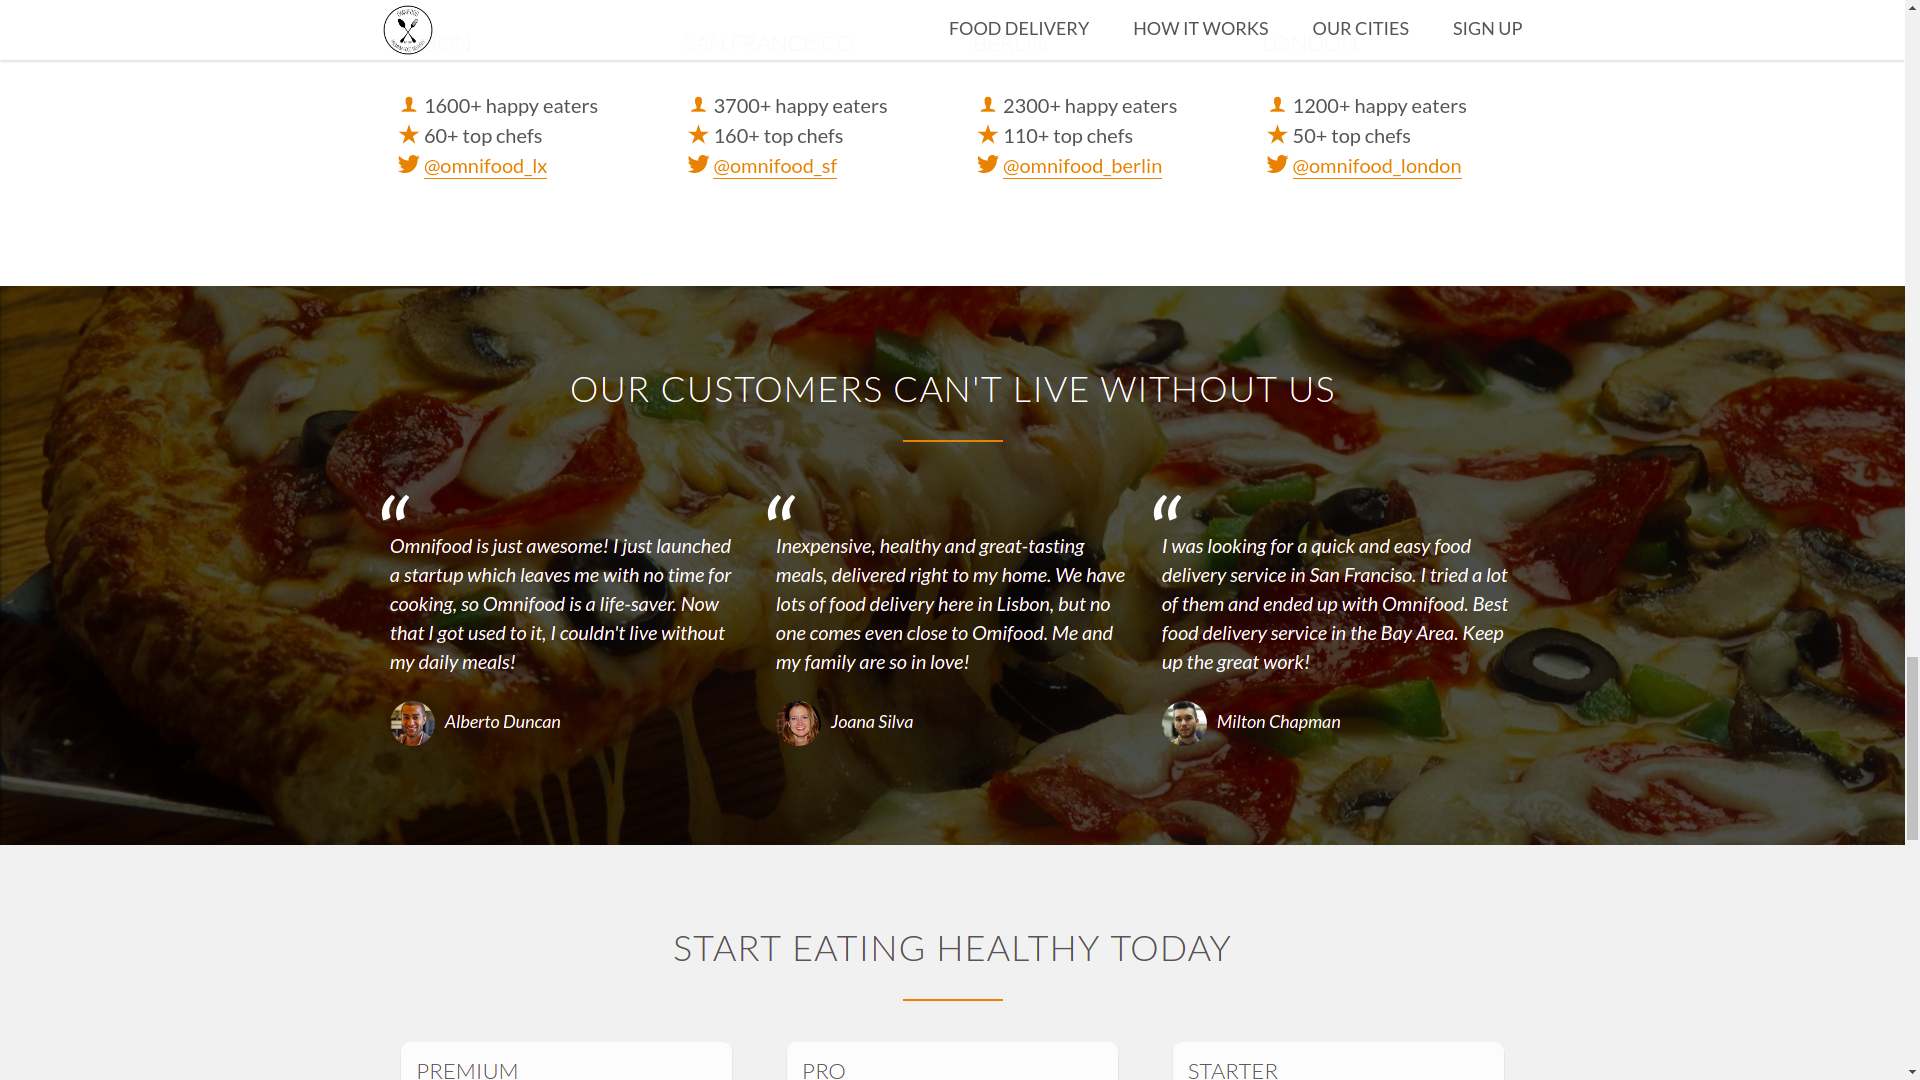 FOOD DELIVERY HOW IT WORKS OUR CITIES SIGN UP
SAN FRANCISCO BERLIN LONDON
1600+ happy eaters
60+ top chefs
@omnifood_lx
3700+ happy eaters
160+ top chefs
@omnifood_sf
2300+ happy eaters
110+ top chefs
@omnifood_berlin
1200+ happy eaters
50+ top chefs
@omnifood_london
OUR CUSTOMERS CAN'T LIVE WITHOUT US
“
Omnifood is just awesome! I just launched
a startup which leaves me with no time for
cooking, so Omnifood is a life-saver. Now
that I got used to it, I couldn't live without
my daily meals!
Alberto Duncan
“
Inexpensive, healthy and great-tasting
meals, delivered right to my home. We have
lots of food delivery here in Lisbon, but no
one comes even close to Omifood. Me and
my family are so in love!
Joana Silva
“
I was looking for a quick and easy food
delivery service in San Franciso. I tried a lot
of them and ended up with Omnifood. Best
food delivery service in the Bay Area. Keep
up the great work!
Milton Chapman
START EATING HEALTHY TODAY
PREMIUM PRO STARTER